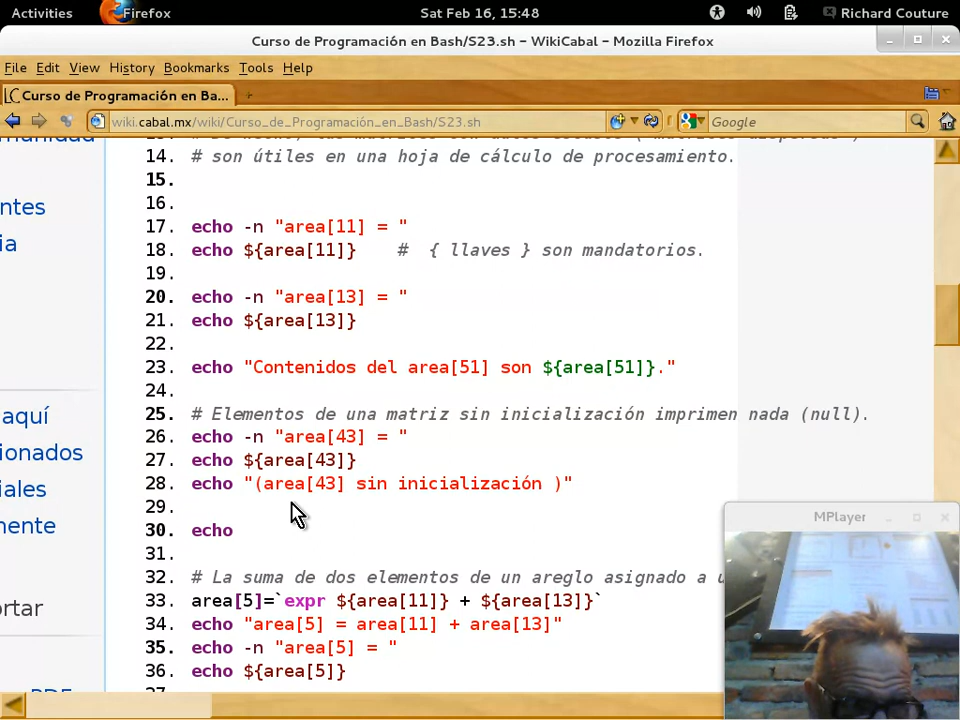 Activities Firefox Sat Feb 16, 15:48 Richard Couture
Curso de Programación en Bash/S23.sh - WikiCabal - Mozilla Firefox
File Edit View History Bookmarks Tools Help
Curso de Programación en Ba...
wiki.cabal.mx/wiki/Curso_de_Programación_en_Bash/S23.sh Google
14. # son útiles en una hoja de cálculo de procesamiento.
15.
16.
17. echo -n "area[11] = "
18. echo ${area[11]} # { llaves } son mandatorios.
19.
20. echo -n "area[13] = "
21. echo ${area[13]}
22.
23. echo "Contenidos del area[51] son ${area[51]}."
24.
25. # Elementos de una matriz sin inicialización imprimen nada (null).
26. echo -n "area[43] = "
27. echo ${area[43]}
28. echo "(area[43] sin inicialización )"
29.
30. echo
31.
32. # La suma de dos elementos de un areglo asignado a u
33. area[5]=`expr ${area[11]} + ${area[13]}`
34. echo "area[5] = area[11] + area[13]"
35. echo -n "area[5] = "
36. echo ${area[5]}
ntes
ia
aquí
ionados
iales
mente
ortar
MPlayer